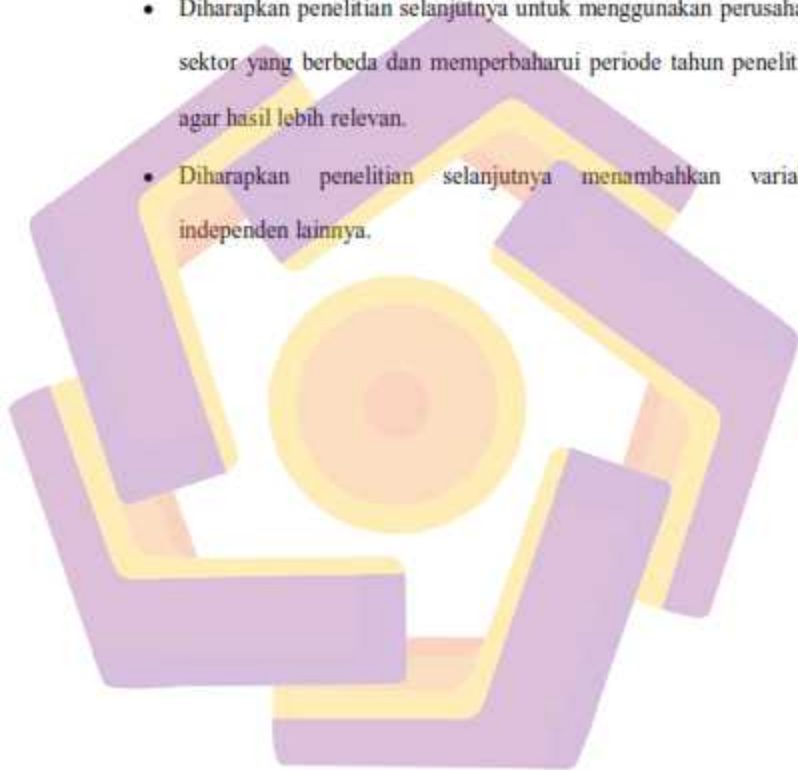 • Diharapkan penelitian selanjutnya untuk menggunakan perusaha
sektor yang berbeda dan memperbaharui periode tahun penelit
agar hasil lebih relevan.
• Diharapkan penelitian selanjutnya menambahkan varia
independen lainnya.